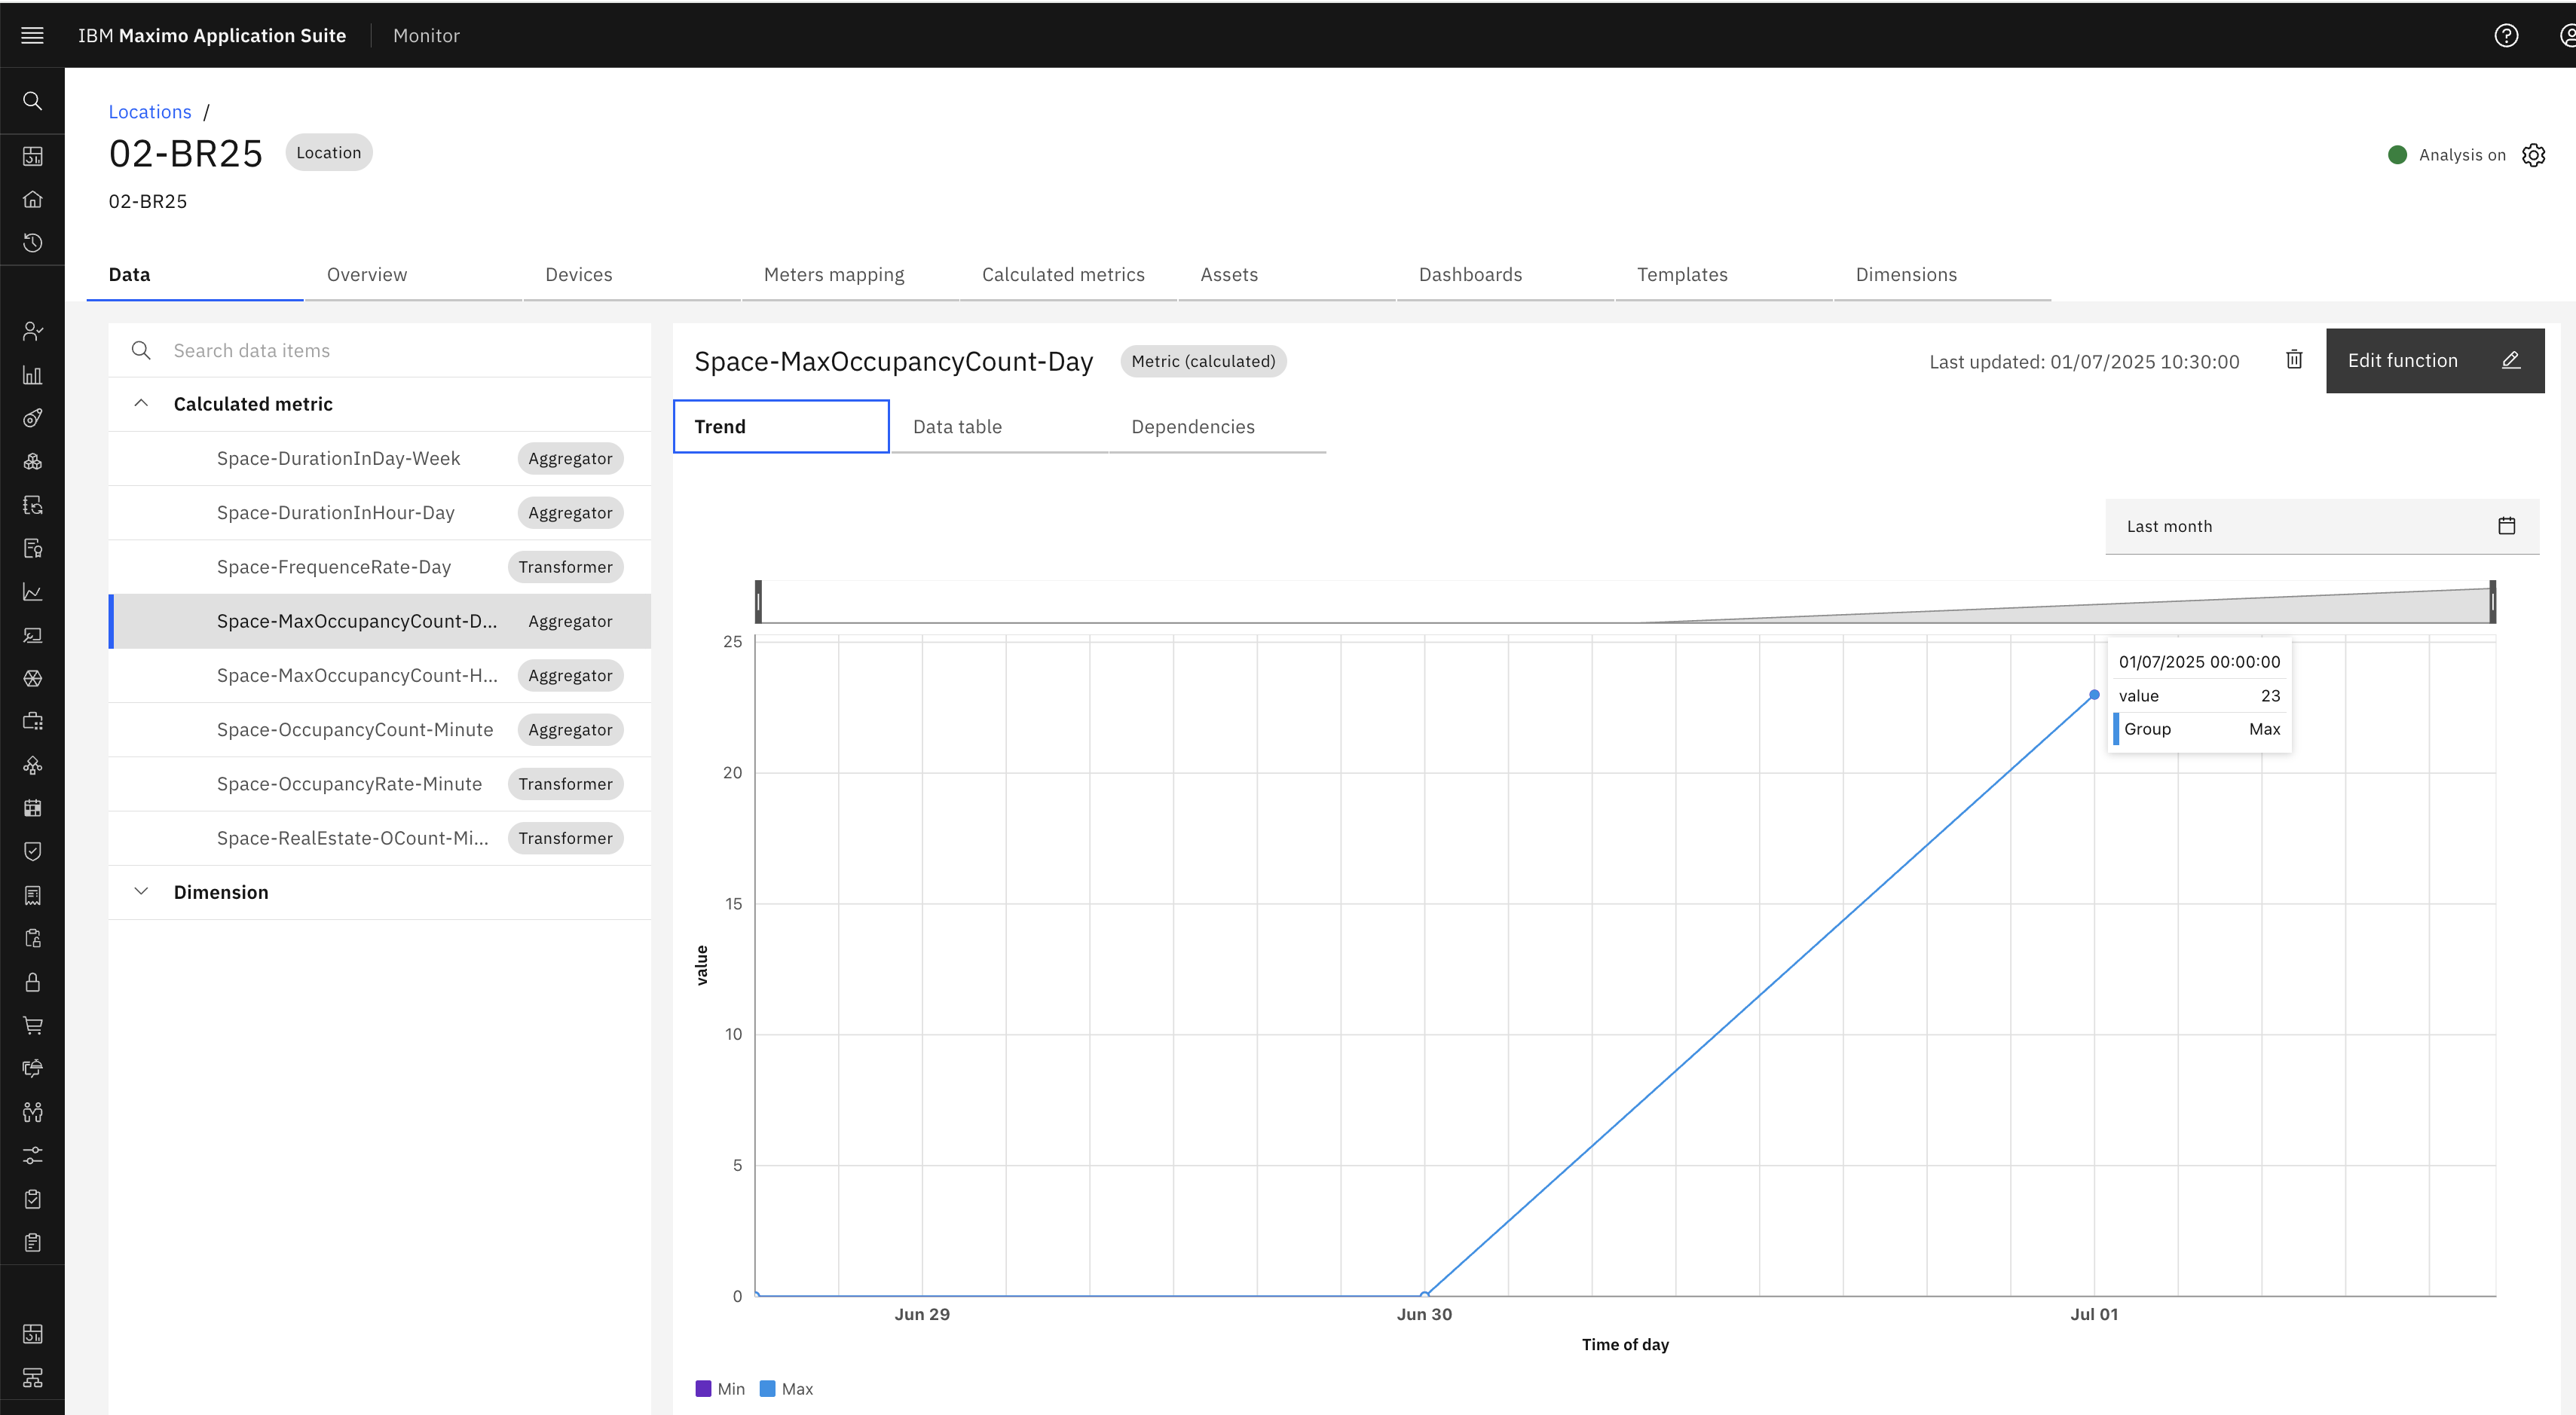 IBM Maximo Application Suite
Monitor
Locations /
02-BR25
Location
02-BR25
Analysis on
Data
Overview
Devices
Meters mapping
Calculated metrics
Assets
Dashboards
Templates
Dimensions
Search data items
Calculated metric
Space-DurationInDay-Week Aggregator
Space-DurationInHour-Day Aggregator
Space-FrequenceRate-Day Transformer
Space-MaxOccupancyCount-D... Aggregator
Space-MaxOccupancyCount-H... Aggregator
Space-OccupancyCount-Minute Aggregator
Space-OccupancyRate-Minute Transformer
Space-RealEstate-OCount-Mi... Transformer
Dimension
Space-MaxOccupancyCount-Day
Metric (calculated)
Last updated: 01/07/2025 10:30:00
Edit function
Trend
Data table
Dependencies
Last month
25
20
15
10
5
0
value
01/07/2025 00:00:00
value 23
Group Max
Jun 29
Jun 30
Jul 01
Time of day
Min
Max